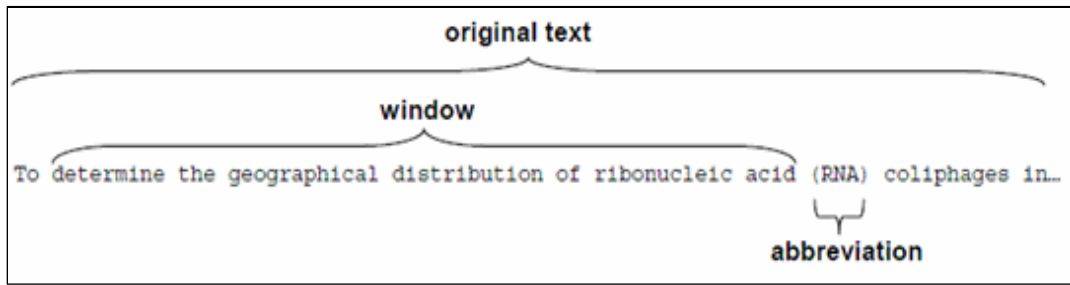 original text
window
To determine the geographical distribution of ribonucleic acid (RNA) coliphages in…
abbreviation